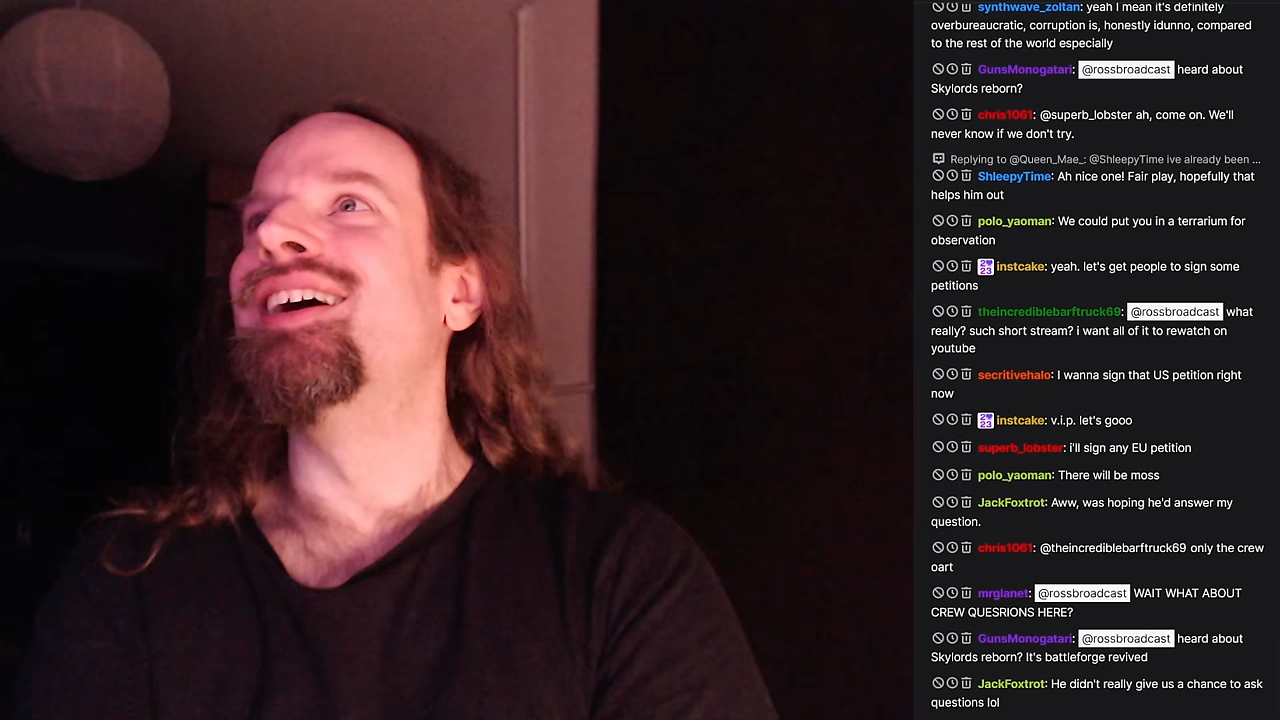 synthwave_zoltan: yeah I mean it's definitely
overbureaucratic, corruption is, honestly idunno, compared
to the rest of the world especially
GunsMonogatari: @rossbroadcast heard about
Skylords reborn?
chris1061: @superb_lobster ah, come on. We'll
never know if we don't try.
Replying to @Queen_Mae_: @ShleepyTime ive already been ...
ShleepyTime: Ah nice one! Fair play, hopefully that
helps him out
polo_yaoman: We could put you in a terrarium for
observation
2 23 instcake: yeah. let's get people to sign some
petitions
theincrediblebarftruck69: @rossbroadcast what
really? such short stream? i want all of it to rewatch on
youtube
secritivehalo: I wanna sign that US petition right
now
2 23 instcake: v.i.p. let's gooo
superb_lobster: i'll sign any EU petition
polo_yaoman: There will be moss
JackFoxtrot: Aww, was hoping he'd answer my
question.
chris1061: @theincrediblebarftruck69 only the crew
oart
mrglanet: @rossbroadcast WAIT WHAT ABOUT
CREW QUESRIONS HERE?
GunsMonogatari: @rossbroadcast heard about
Skylords reborn? It's battleforge revived
JackFoxtrot: He didn't really give us a chance to ask
questions lol